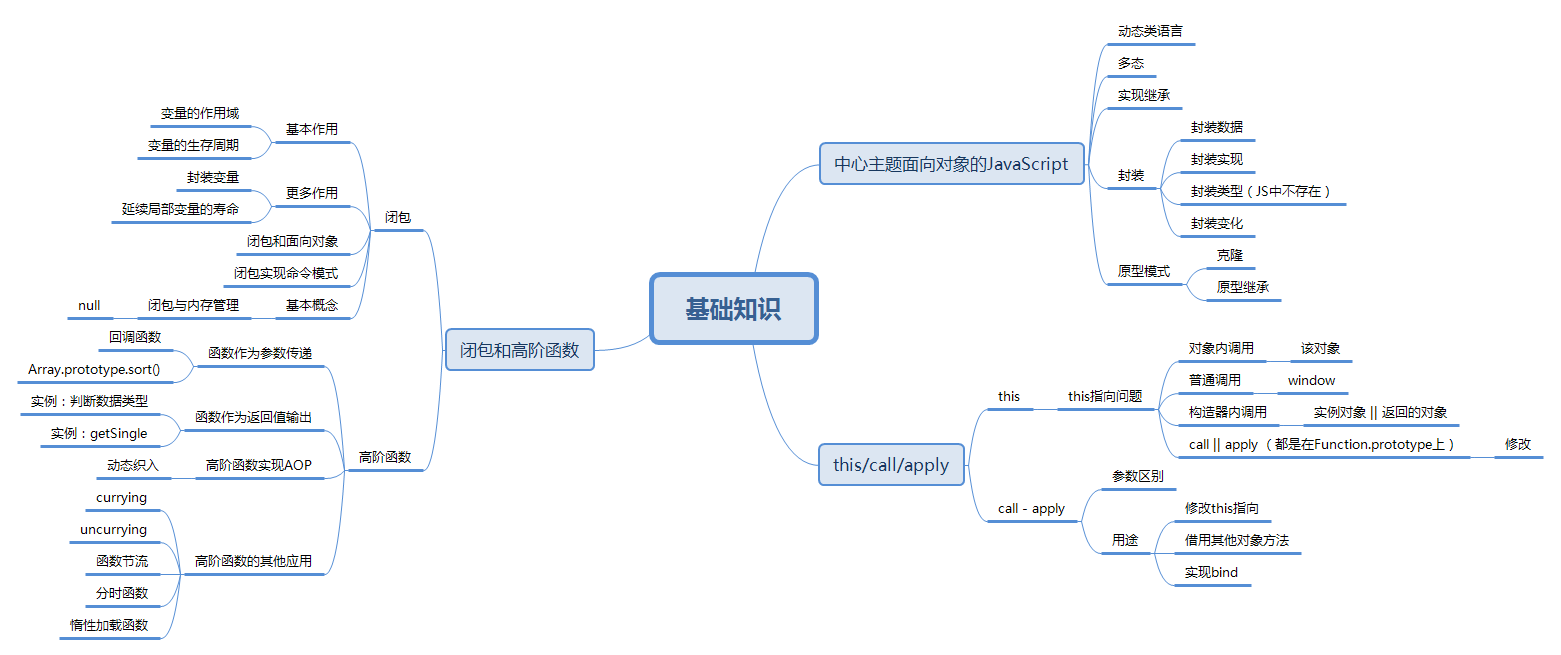 基础知识
中心主题面向对象的JavaScript
动态类语言
多态
实现继承
封装
封装数据
封装实现
封装类型（JS中不存在）
封装变化
原型模式
克隆
原型继承
this/call/apply
this
this指向问题
对象内调用
该对象
普通调用
window
构造器内调用
实例对象 || 返回的对象
call || apply （都是在Function.prototype上）
修改
call - apply
参数区别
用途
修改this指向
借用其他对象方法
实现bind
闭包和高阶函数
闭包
基本作用
变量的作用域
变量的生存周期
更多作用
封装变量
延续局部变量的寿命
闭包和面向对象
闭包实现命令模式
基本概念
闭包与内存管理
null
高阶函数
函数作为参数传递
回调函数
Array.prototype.sort()
函数作为返回值输出
实例：判断数据类型
实例：getSingle
高阶函数实现AOP
动态织入
高阶函数的其他应用
currying
uncurrying
函数节流
分时函数
惰性加载函数